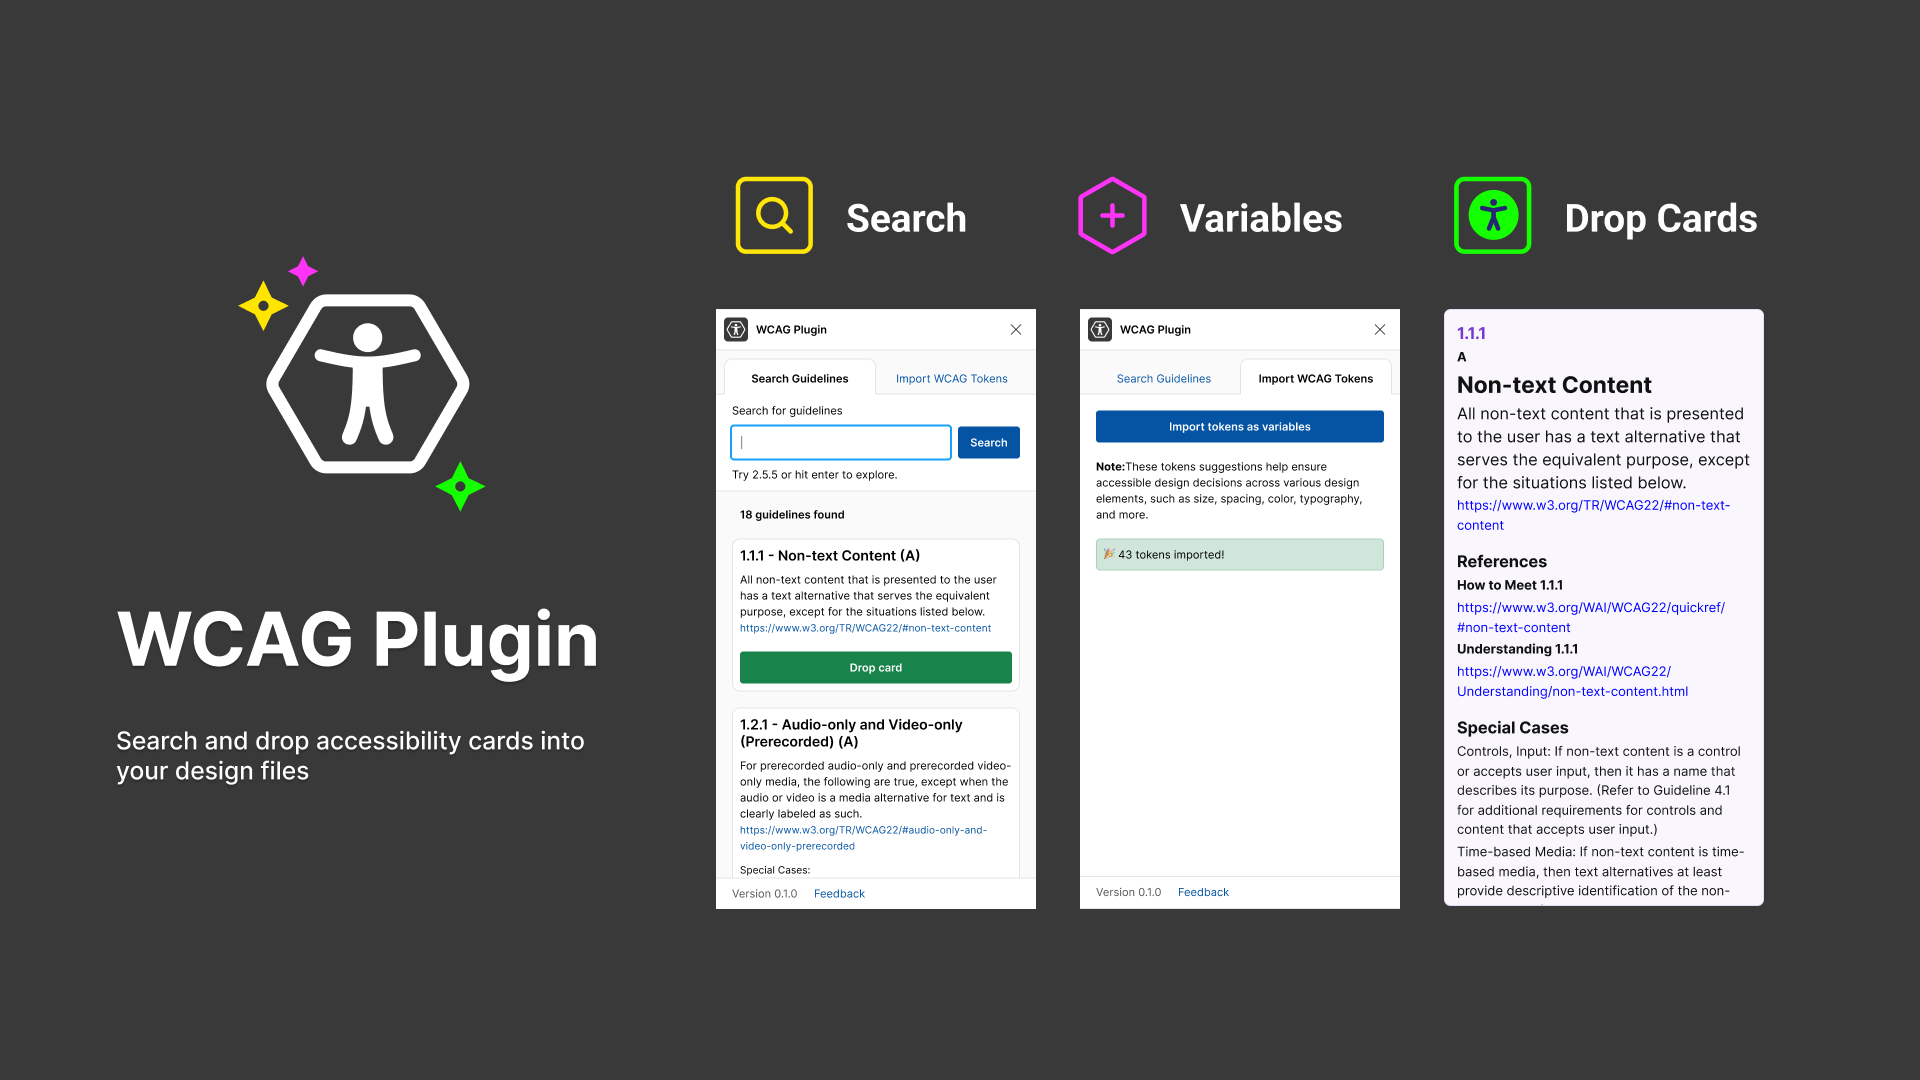 WCAG Plugin
Search and drop accessibility cards into
your design files
Search
WCAG Plugin
Search Guidelines
Import WCAG Tokens
Search for guidelines
Search
Try 2.5.5 or hit enter to explore.
18 guidelines found
1.1.1 - Non-text Content (A)
All non-text content that is presented to the user
has a text alternative that serves the equivalent
purpose, except for the situations listed below.
https://www.w3.org/TR/WCAG22/#non-text-content
Drop card
1.2.1 - Audio-only and Video-only
(Prerecorded) (A)
For prerecorded audio-only and prerecorded video-
only media, the following are true, except when the
audio or video is a media alternative for text and is
clearly labeled as such.
https://www.w3.org/TR/WCAG22/#audio-only-and-
video-only-prerecorded
Special Cases:
Version 0.1.0
Feedback
Variables
WCAG Plugin
Search Guidelines
Import WCAG Tokens
Import tokens as variables
Note:These tokens suggestions help ensure
accessible design decisions across various design
elements, such as size, spacing, color, typography,
and more.
🎉 43 tokens imported!
Version 0.1.0
Feedback
Drop Cards
1.1.1
A
Non-text Content
All non-text content that is presented
to the user has a text alternative that
serves the equivalent purpose, except
for the situations listed below.
https://www.w3.org/TR/WCAG22/#non-text-
content
References
How to Meet 1.1.1
https://www.w3.org/WAI/WCAG22/quickref/
#non-text-content
Understanding 1.1.1
https://www.w3.org/WAI/WCAG22/
Understanding/non-text-content.html
Special Cases
Controls, Input: If non-text content is a control
or accepts user input, then it has a name that
describes its purpose. (Refer to Guideline 4.1
for additional requirements for controls and
content that accepts user input.)
Time-based Media: If non-text content is time-
based media, then text alternatives at least
provide descriptive identification of the non-